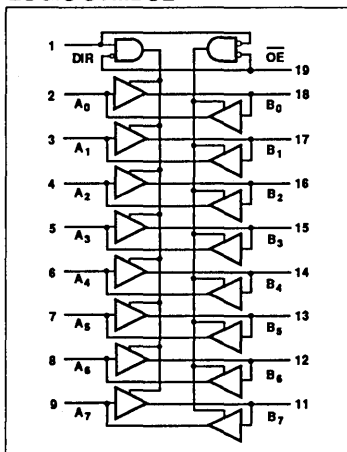 1
DIR
OE
19
2 A0 18 B0
3 A1 17 B1
4 A2 16 B2
5 A3 15 B3
6 A4 14 B4
7 A5 13 B5
8 A6 12 B6
9 A7 11 B7